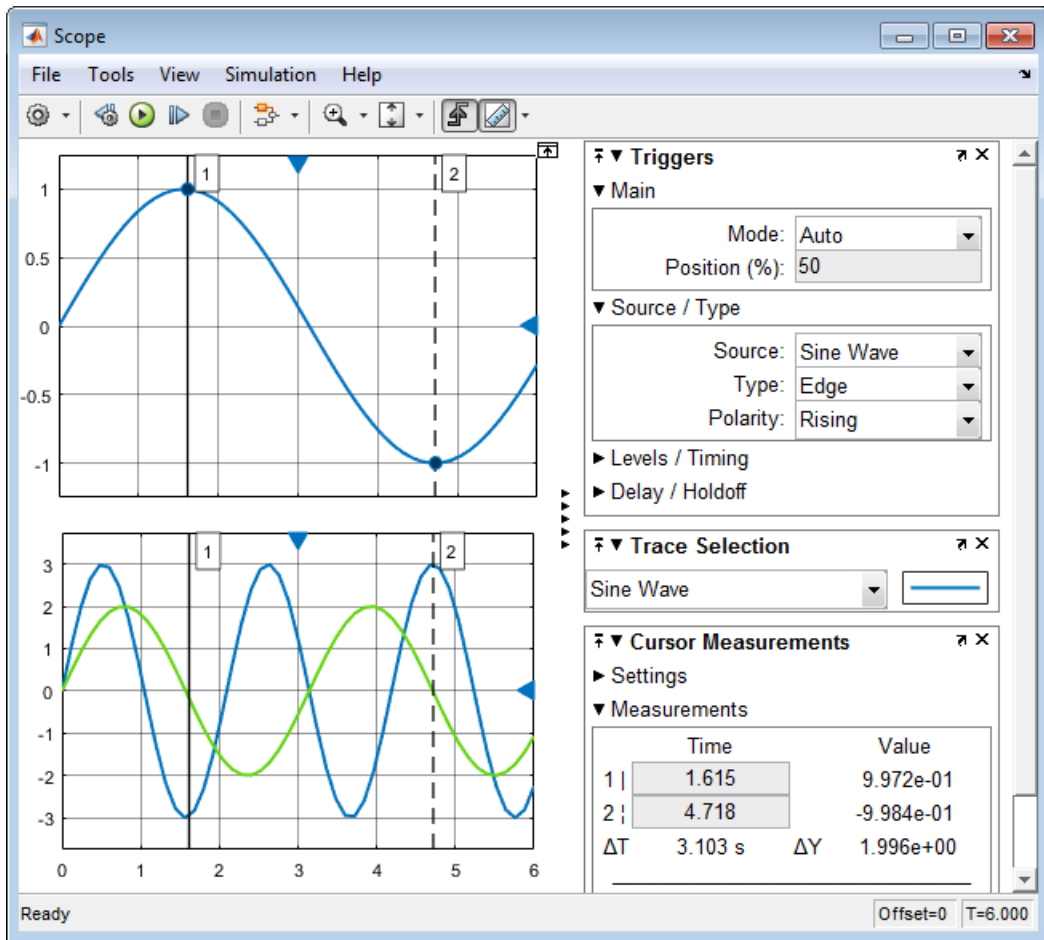 Scope
File Tools View Simulation Help
1
2
1
0.5
0
-0.5
-1
1
2
3
2
1
0
-1
-2
-3
0 1 2 3 4 5 6
Triggers
Main
Mode: Auto
Position (%): 50
Source / Type
Source: Sine Wave
Type: Edge
Polarity: Rising
Levels / Timing
Delay / Holdoff
Trace Selection
Sine Wave
Cursor Measurements
Settings
Measurements
Time Value
1 | 1.615 9.972e-01
2 ¦ 4.718 -9.984e-01
ΔT 3.103 s ΔY 1.996e+00
Ready Offset=0 T=6.000